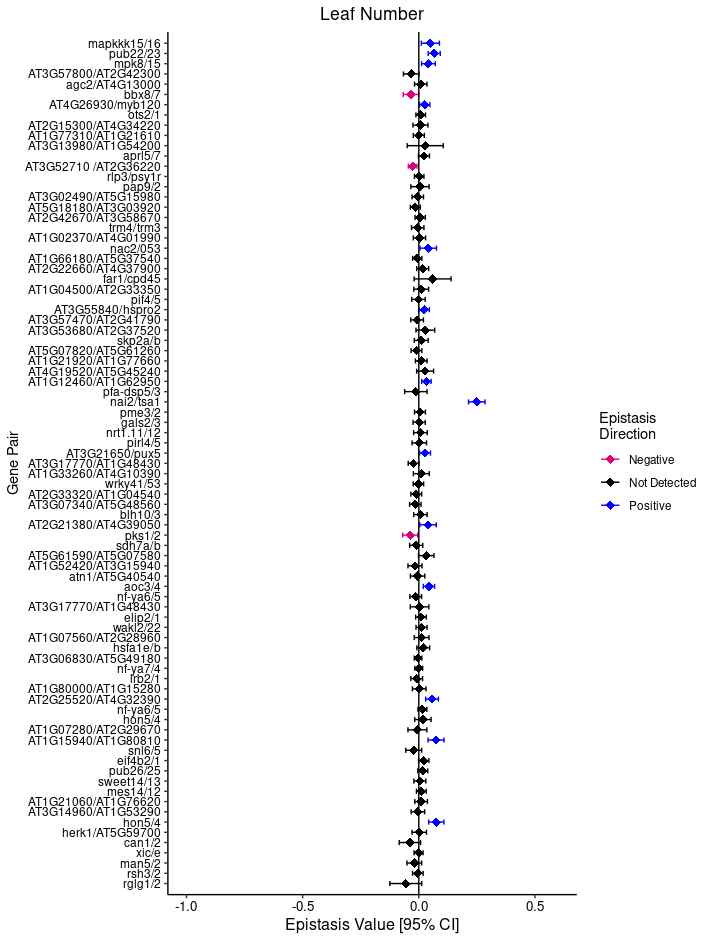 Leaf Number
mapkkk15/16
pub22/23
mpk8/15
AT3G57800/AT2G42300
agc2/AT4G13000
bbx8/7
AT4G26930/myb120
ots2/1
AT2G15300/AT4G34220
AT1G77310/AT1G21610
AT3G13980/AT1G54200
aprl5/7
AT3G52710 /AT2G36220
rlp3/psy1r
pap9/2
AT3G02490/AT5G15980
AT5G18180/AT3G03920
AT2G42670/AT3G58670
trm4/trm3
AT1G02370/AT4G01990
nac2/053
AT1G66180/AT5G37540
AT2G22660/AT4G37900
far1/cpd45
AT1G04500/AT2G33350
pif4/5
AT3G55840/hspro2
AT3G57470/AT2G41790
AT3G53680/AT2G37520
skp2a/b
AT5G07820/AT5G61260
AT1G21920/AT1G77660
AT4G19520/AT5G45240
AT1G12460/AT1G62950
pfa-dsp5/3
nai2/tsa1
pme3/2
gals2/3
nrt1.11/12
pirl4/5
AT3G21650/pux5
AT3G17770/AT1G48430
AT1G33260/AT4G10390
wrky41/53
AT2G33320/AT1G04540
AT3G07340/AT5G48560
blh10/3
AT2G21380/AT4G39050
pks1/2
sdh7a/b
AT5G61590/AT5G07580
AT1G52420/AT3G15940
atn1/AT5G40540
aoc3/4
nf-ya6/5
AT3G17770/AT1G48430
elip2/1
wakl2/22
AT1G07560/AT2G28960
hsfa1e/b
AT3G06830/AT5G49180
nf-ya7/4
lrb2/1
AT1G80000/AT1G15280
AT2G25520/AT4G32390
nf-ya6/5
hon5/4
AT1G07280/AT2G29670
AT1G15940/AT1G80810
snl6/5
eif4b2/1
pub26/25
sweet14/13
mes14/12
AT1G21060/AT1G76620
AT3G14960/AT1G53290
hon5/4
herk1/AT5G59700
can1/2
xic/e
man5/2
rsh3/2
rglg1/2
Gene Pair
-1.0 -0.5 0.0 0.5
Epistasis Value [95% CI]
Epistasis
Direction
Negative
Not Detected
Positive